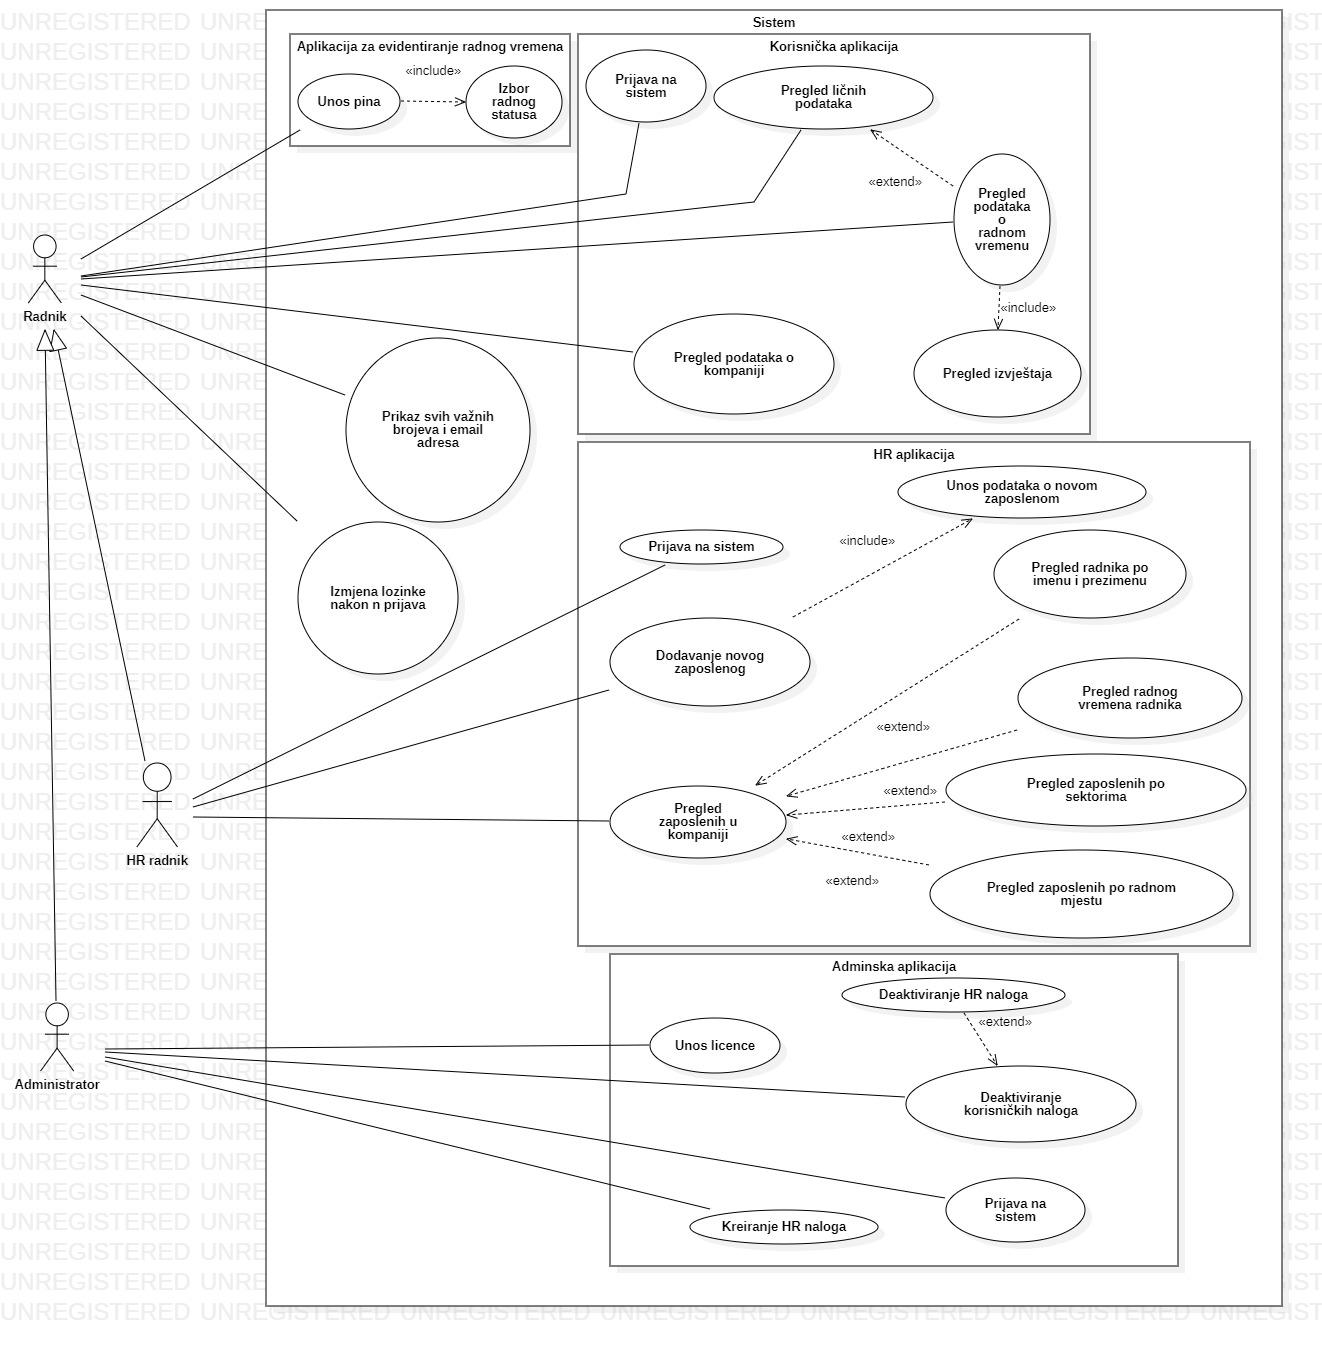 Sistem
Aplikacija za evidentiranje radnog vremena
Unos pina
«include»
Izbor
radnog
statusa
Korisnička aplikacija
Prijava na
sistem
Pregled ličnih
podataka
«extend»
Pregled
podataka
o
radnom
vremenu
«include»
Pregled podataka o
kompaniji
Pregled izvještaja
Radnik
Prikaz svih važnih
brojeva i email
adresa
Izmjena lozinke
nakon n prijava
HR aplikacija
Unos podataka o novom
zaposlenom
«include»
Prijava na sistem
Pregled radnika po
imenu i prezimenu
Dodavanje novog
zaposlenog
Pregled radnog
vremena radnika
«extend»
Pregled zaposlenih po
sektorima
«extend»
Pregled
zaposlenih u
kompaniji
«extend»
«extend»
Pregled zaposlenih po radnom
mjestu
HR radnik
Adminska aplikacija
Deaktiviranje HR naloga
«extend»
Unos licence
Deaktiviranje
korisničkih naloga
Administrator
Prijava na
sistem
Kreiranje HR naloga
UNREGISTERED